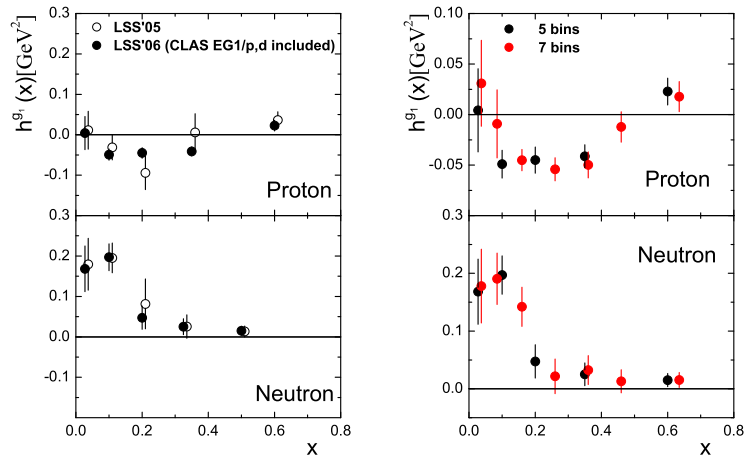 0.3
LSS'05
LSS'06 (CLAS EG1/p,d included)
0.2
0.1
0.0
-0.1
h^{g_1}(x)[GeV^2]
Proton
0.3
0.2
0.1
0.0
-0.1
Neutron
0.0 0.2 0.4 0.6 0.8
X
0.10
5 bins
7 bins
0.05
0.00
-0.05
h^{g_1}(x)[GeV^2]
Proton
0.3
Neutron
0.2
0.1
0.0
0.0 0.2 0.4 0.6 0.8
X